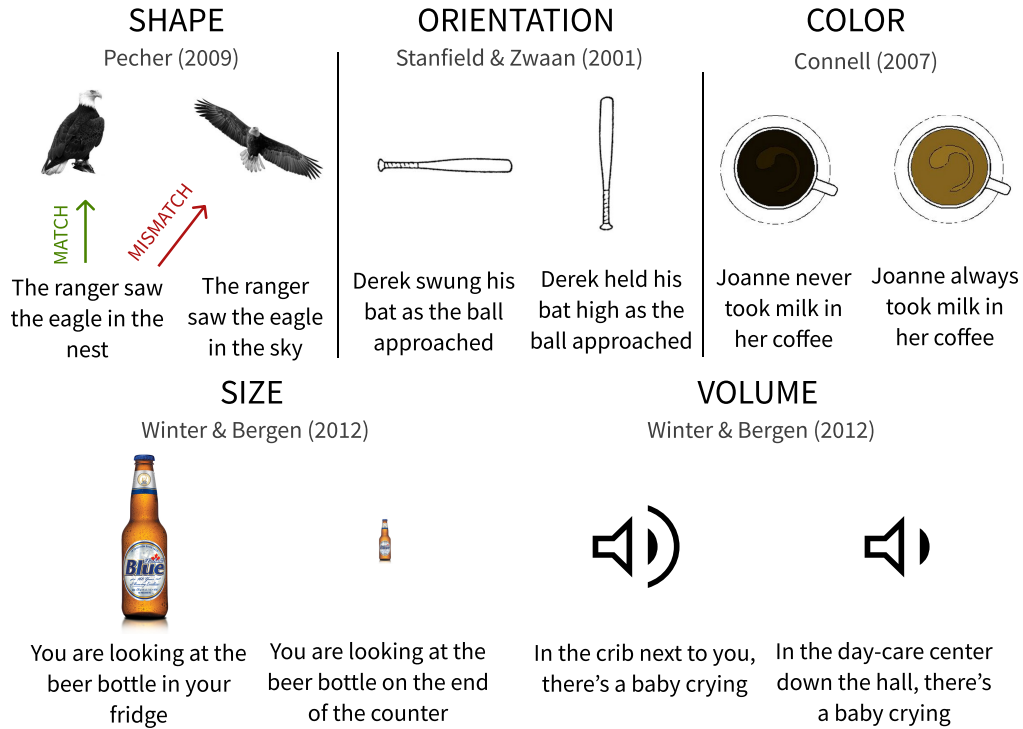 SHAPE
Pecher (2009)
MATCH
MISMATCH
The ranger saw
the eagle in the
nest
The ranger
saw the eagle
in the sky
ORIENTATION
Stanfield & Zwaan (2001)
Derek swung his
bat as the ball
approached
Derek held his
bat high as the
ball approached
COLOR
Connell (2007)
Joanne never
took milk in
her coffee
Joanne always
took milk in
her coffee
SIZE
Winter & Bergen (2012)
Blue
You are looking at the
beer bottle in your
fridge
You are looking at the
beer bottle on the end
of the counter
VOLUME
Winter & Bergen (2012)
In the crib next to you,
there’s a baby crying
In the day-care center
down the hall, there’s
a baby crying